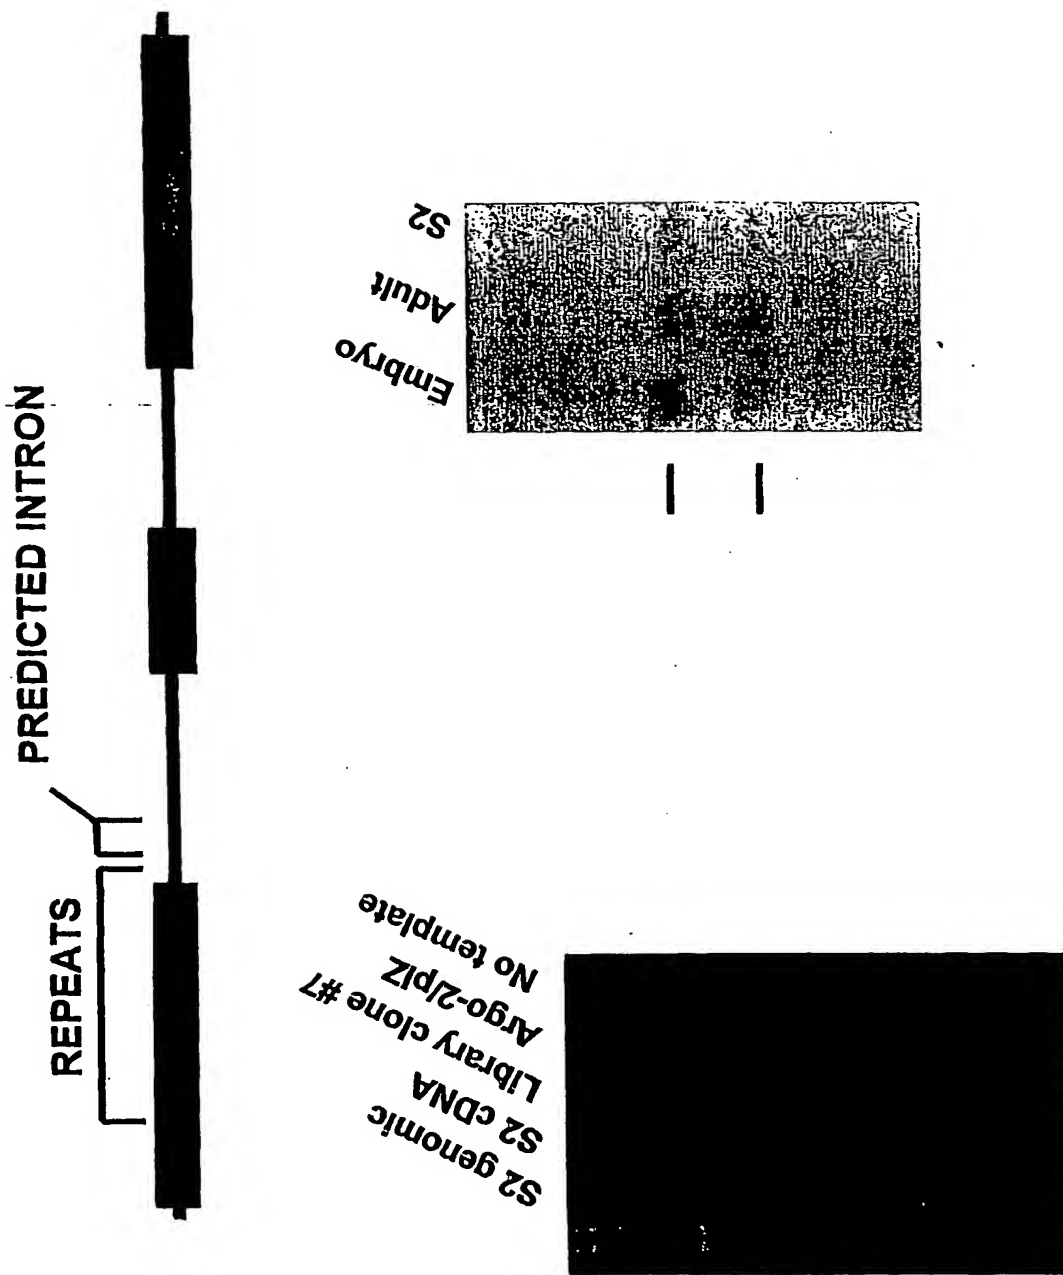 REPEATS
PREDICTED INTRON
S2 genomic
S2 cDNA
Library clone #7
Argo-2/pIZ
No template
Embryo
Adult
S2